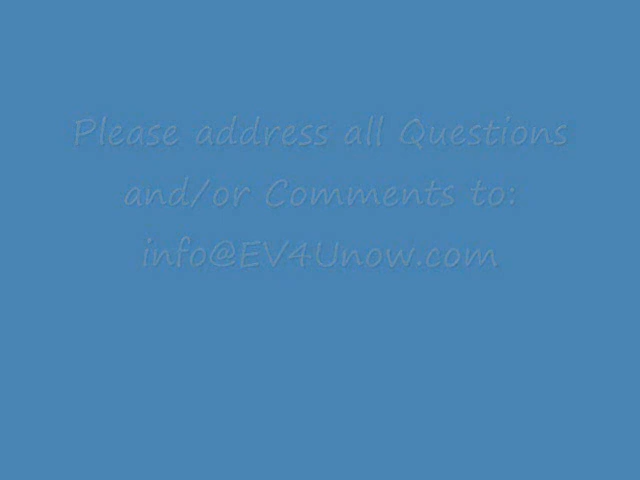 Please address all Questions
and/or Comments to:
info@EV4Unow.com